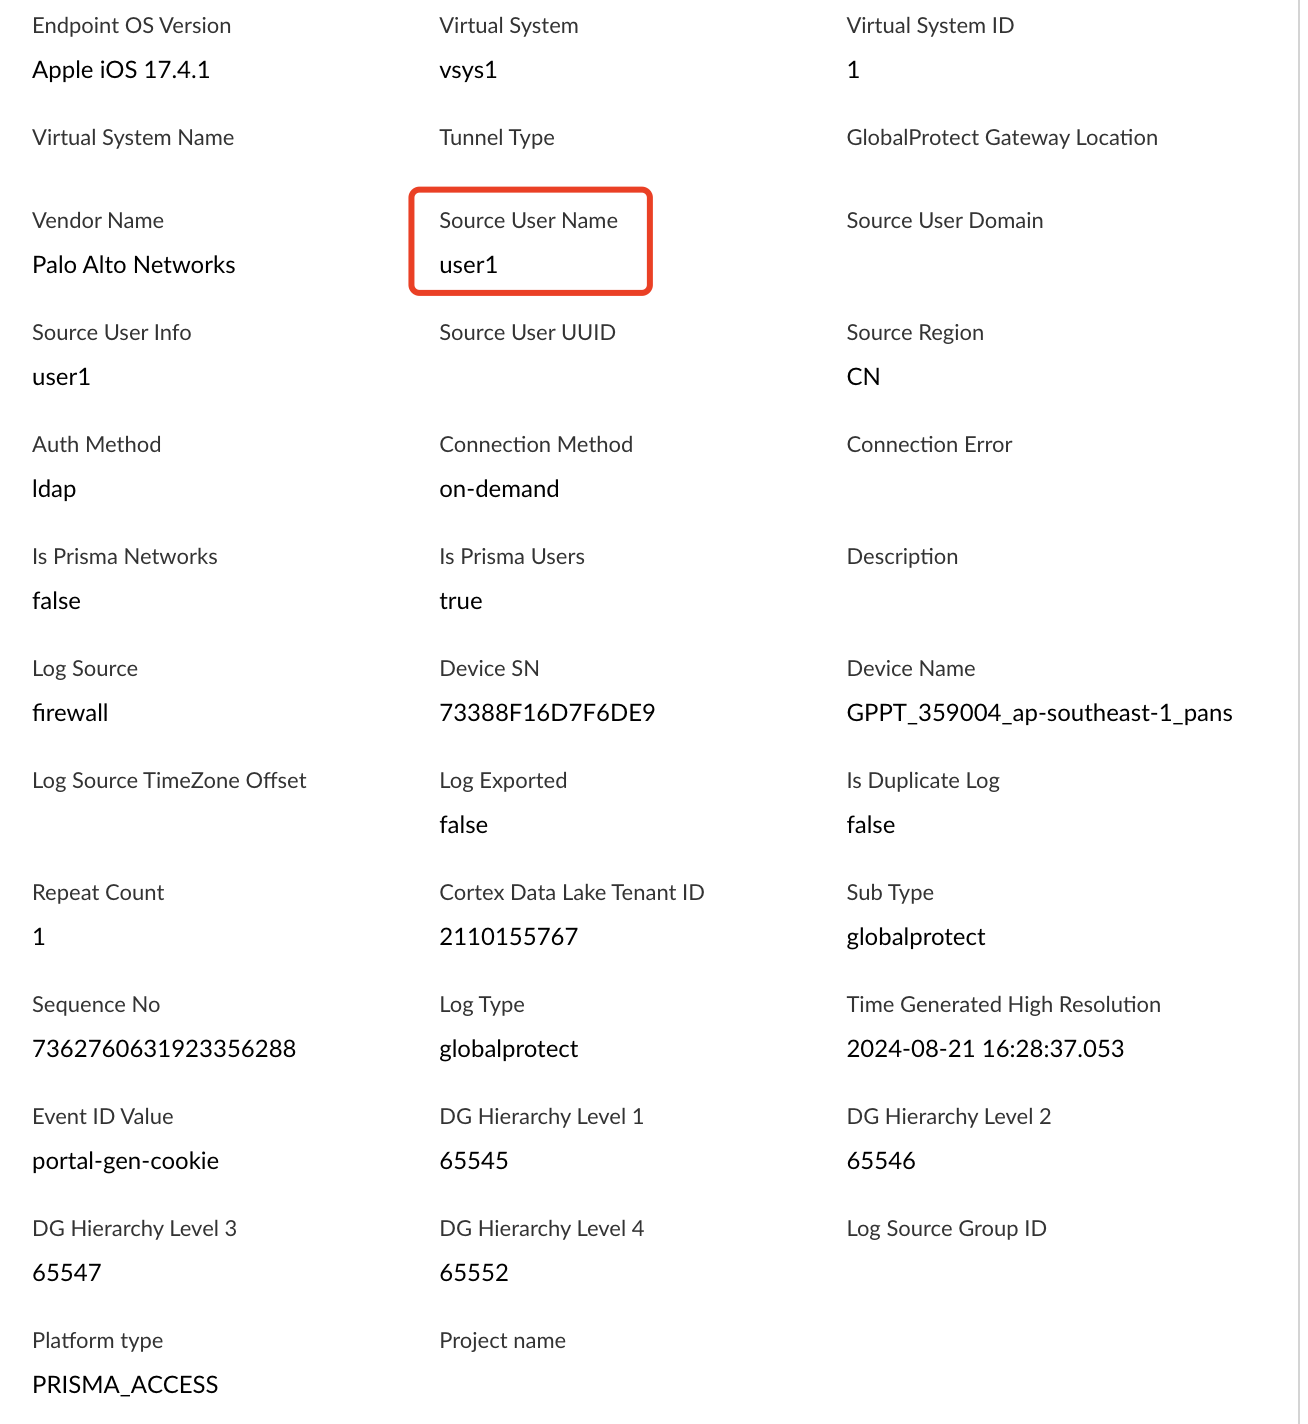 Endpoint OS Version Virtual System Virtual System ID
Apple iOS 17.4.1 vsys1 1
Virtual System Name Tunnel Type GlobalProtect Gateway Location
Vendor Name Source User Name Source User Domain
Palo Alto Networks user1
Source User Info Source User UUID Source Region
user1 CN
Auth Method Connection Method Connection Error
ldap on-demand
Is Prisma Networks Is Prisma Users Description
false true
Log Source Device SN Device Name
firewall 73388F16D7F6DE9 GPPT_359004_ap-southeast-1_pans
Log Source TimeZone Offset Log Exported Is Duplicate Log
false false
Repeat Count Cortex Data Lake Tenant ID Sub Type
1 2110155767 globalprotect
Sequence No Log Type Time Generated High Resolution
7362760631923356288 globalprotect 2024-08-21 16:28:37.053
Event ID Value DG Hierarchy Level 1 DG Hierarchy Level 2
portal-gen-cookie 65545 65546
DG Hierarchy Level 3 DG Hierarchy Level 4 Log Source Group ID
65547 65552
Platform type Project name
PRISMA_ACCESS